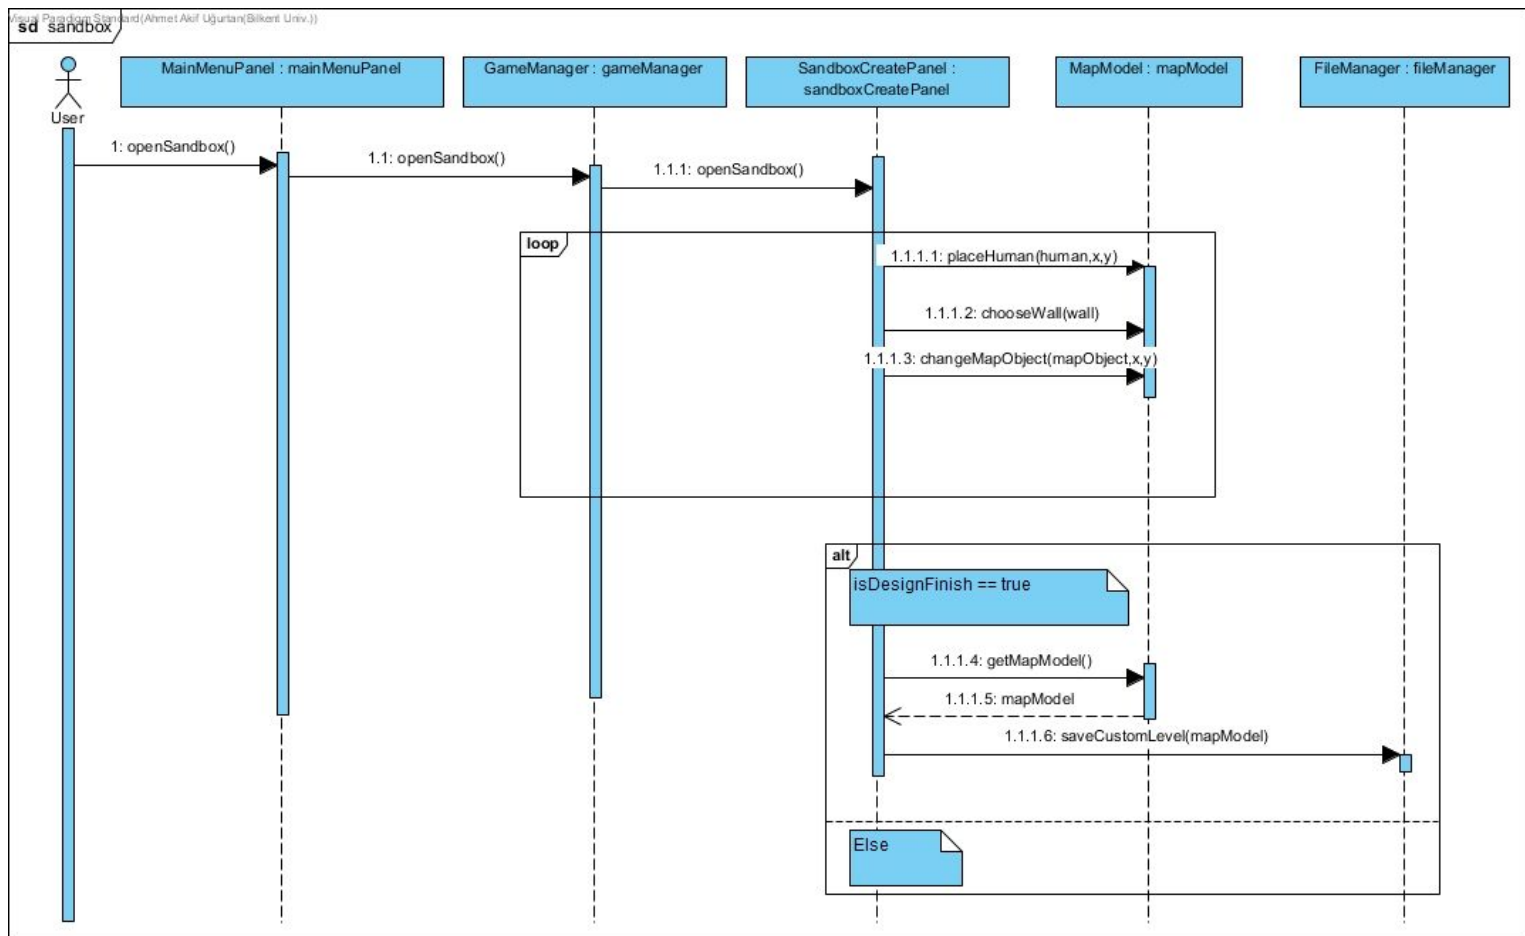 Visual Paradigm Standard(Ahmet Akif Uğurtan(Bilkent Univ.))
sd sandbox
User
MainMenuPanel : mainMenuPanel
GameManager : gameManager
SandboxCreatePanel :
sandboxCreatePanel
MapModel : mapModel
FileManager : fileManager
1: openSandbox()
1.1: openSandbox()
1.1.1: openSandbox()
loop
1.1.1.1: placeHuman(human,x,y)
1.1.1.2: chooseWall(wall)
1.1.1.3: changeMapObject(mapObject,x,y)
alt
isDesignFinish == true
1.1.1.4: getMapModel()
1.1.1.5: mapModel
1.1.1.6: saveCustomLevel(mapModel)
Else